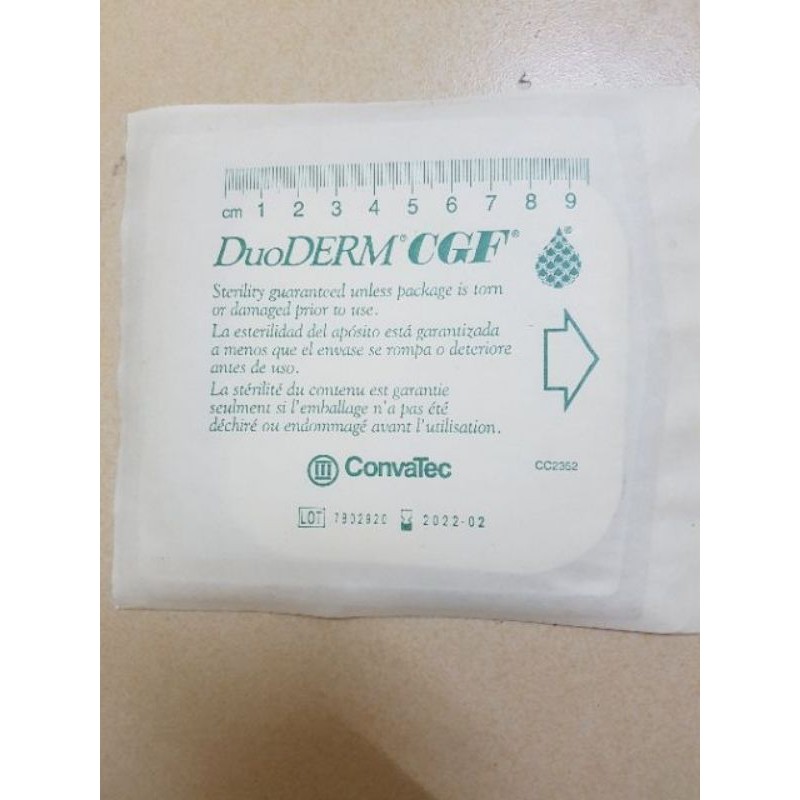 cm 1 2 3 4 5 6 7 8 9
DuoDERM® CGF®
Sterility guaranteed unless package is torn
or damaged prior to use.
La esterilidad del apósito está garantizada
a menos que el envase se rompa o deteriore
antes de uso.
La stérilité du contenu est garantie
seulment si l'emballage n'a pas été
déchiré ou endommagé avant l'utilisation.
ConvaTec
CC2352
LOT 7902920 2022-02